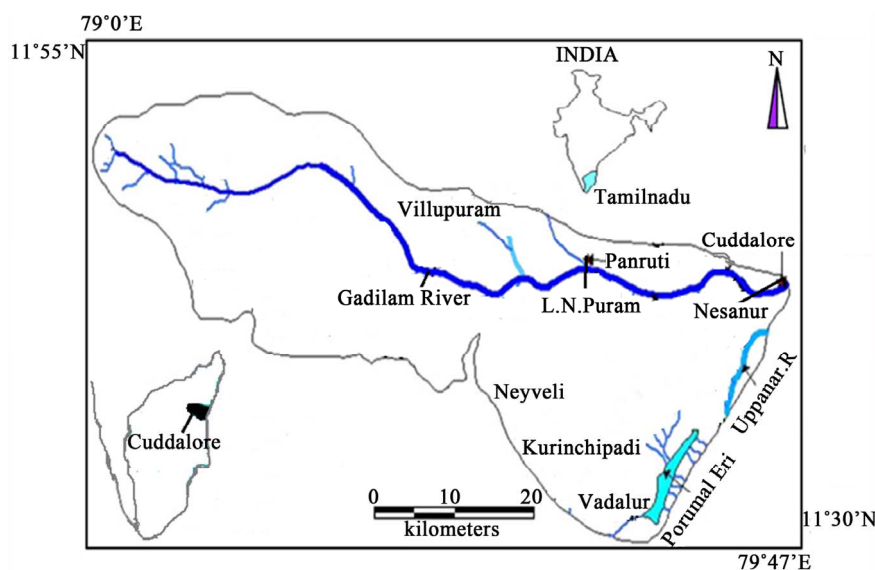 79°0’E
11°55’N
INDIA
N
Tamilnadu
Villupuram
Cuddalore
Panruti
Gadilam River
L.N.Puram
Nesanur
Neyveli
Uppanar.R
Cuddalore
Kurinchipadi
Vadalur
Porumal Eri
0 10 20
kilometers
11°30’N
79°47’E